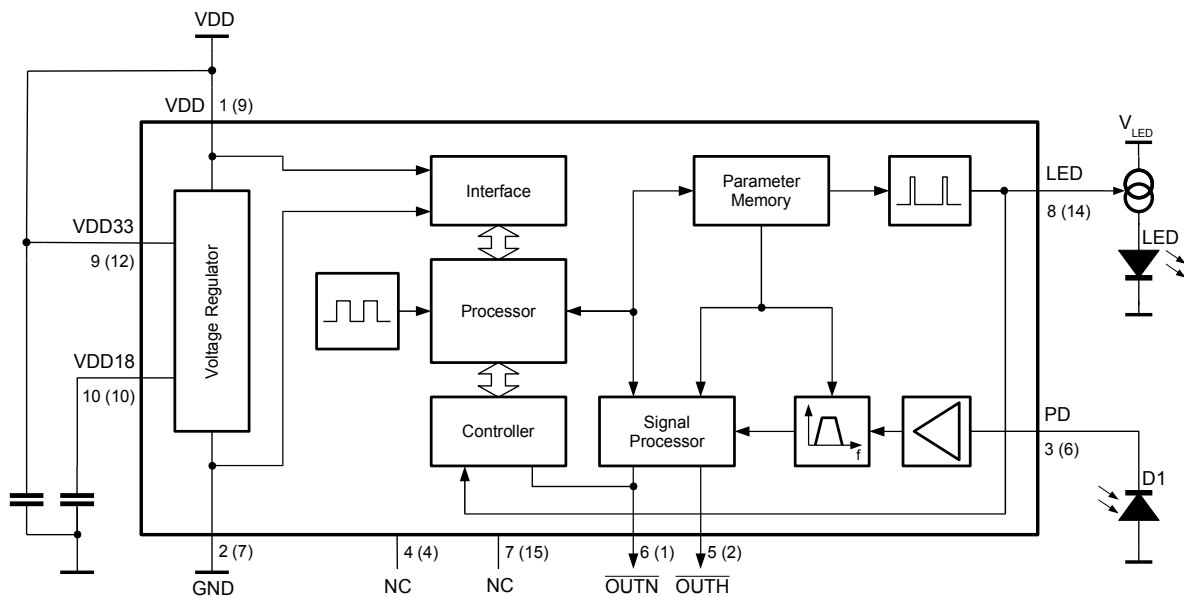 VDD
VDD 1 (9)
V_LED
LED
8 (14)
LED
Interface
Parameter
Memory
VDD33
9 (12)
Voltage Regulator
Processor
VDD18
10 (10)
Controller
Signal
Processor
f
PD
3 (6)
D1
2 (7)
4 (4)
7 (15)
6 (1)
5 (2)
GND
NC
NC
OUTN
OUTH